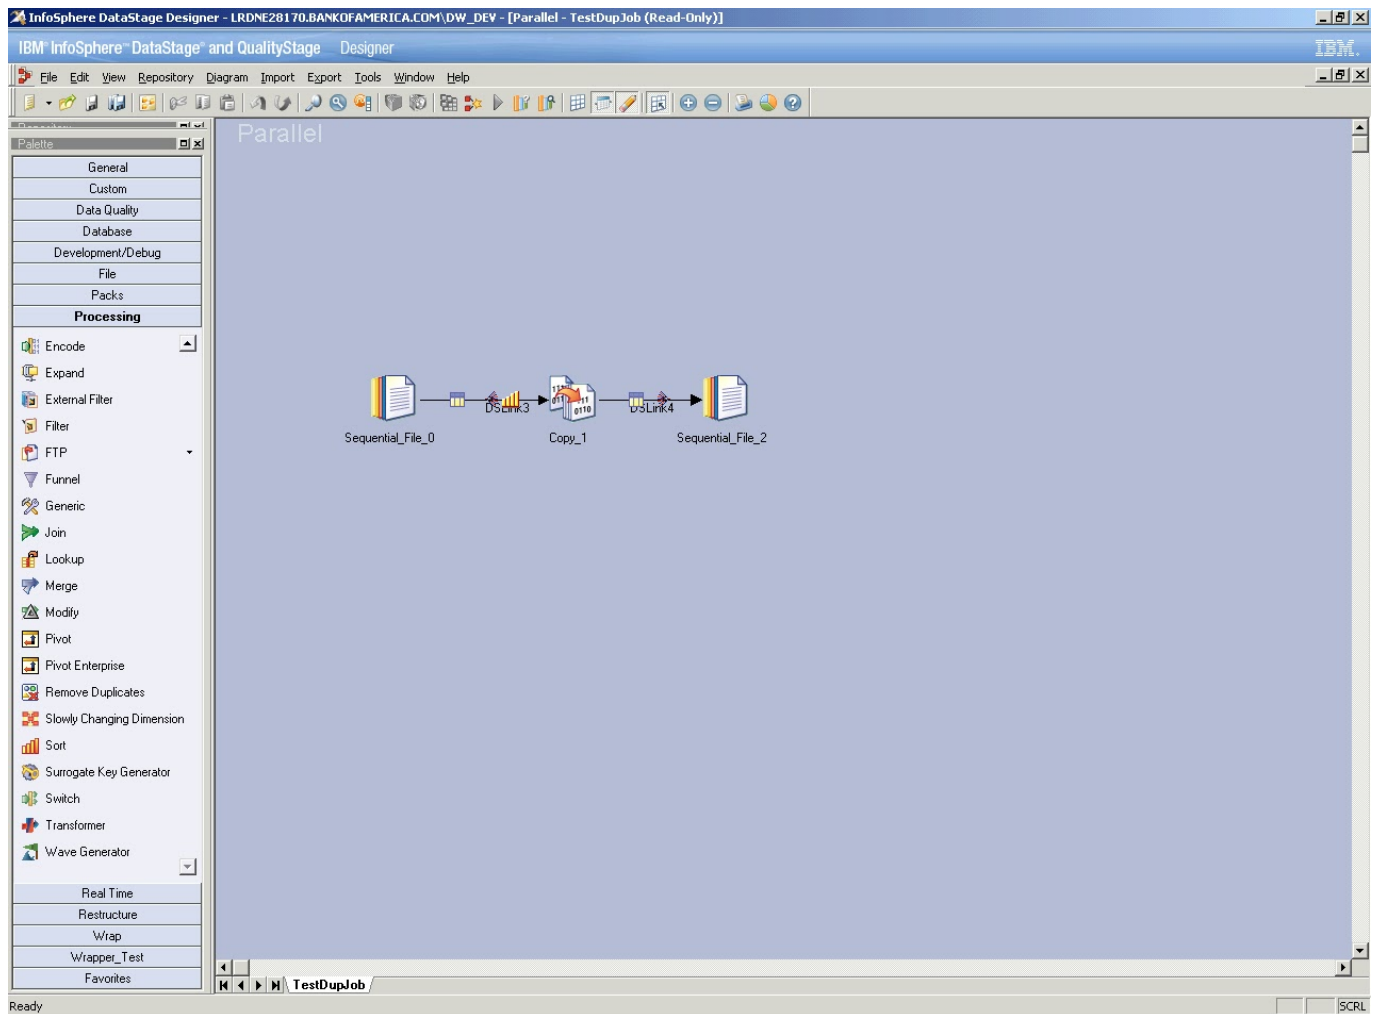 InfoSphere DataStage Designer - LRDNE28170.BANKOFAMERICA.COM\DW_DEV - [Parallel - TestDupJob (Read-Only)]
IBM® InfoSphere™ DataStage® and QualityStage Designer
IBM.
File Edit View Repository Diagram Import Export Tools Window Help
Repository
Palette
General
Custom
Data Quality
Database
Development/Debug
File
Packs
Processing
Encode
Expand
External Filter
Filter
FTP
Funnel
Generic
Join
Lookup
Merge
Modify
Pivot
Pivot Enterprise
Remove Duplicates
Slowly Changing Dimension
Sort
Surrogate Key Generator
Switch
Transformer
Wave Generator
Real Time
Restructure
Wrap
Wrapper_Test
Favorites
Parallel
DSLink3
DSLink4
Sequential_File_0
Copy_1
Sequential_File_2
TestDupJob
Ready
SCRL